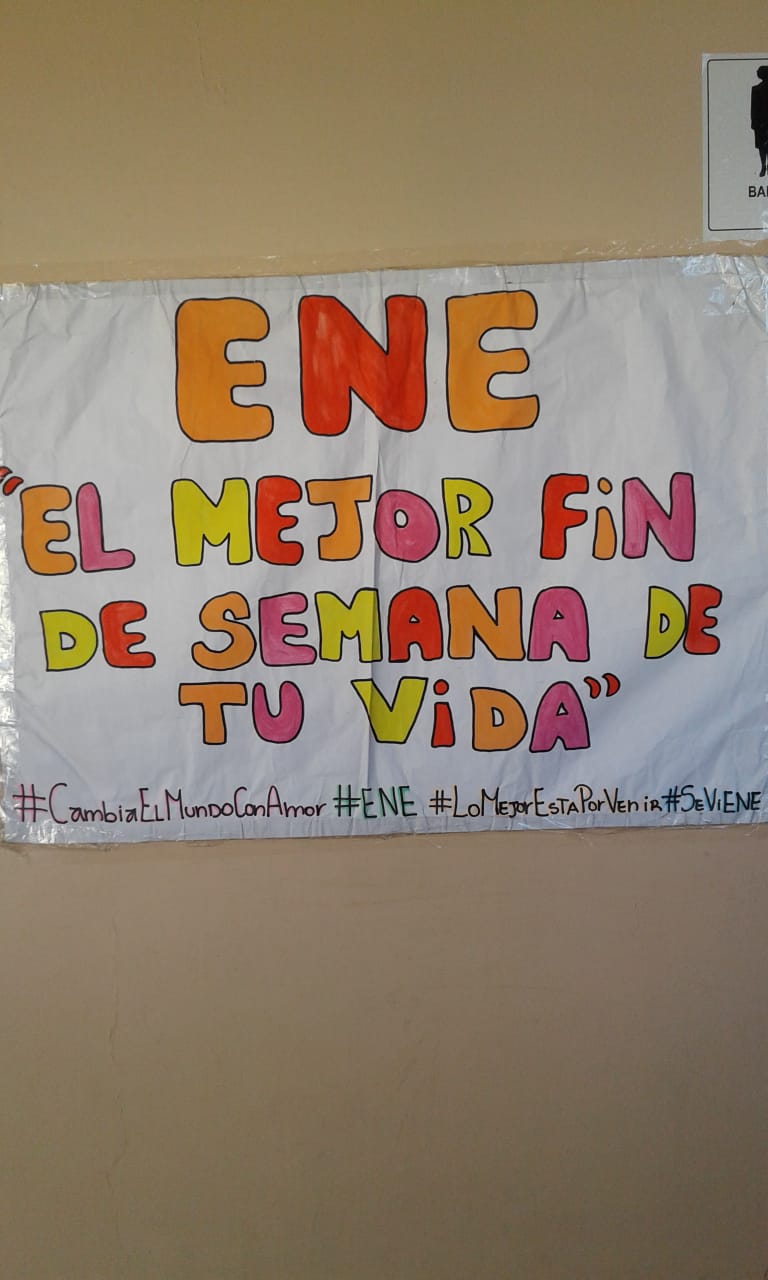 ENE
"EL MEJOR FiN
DE SEMANA DE
TU ViDA"
#CambiaELMundoConAmor #ENE #LoMejorEstaPorVenir #SeViENE